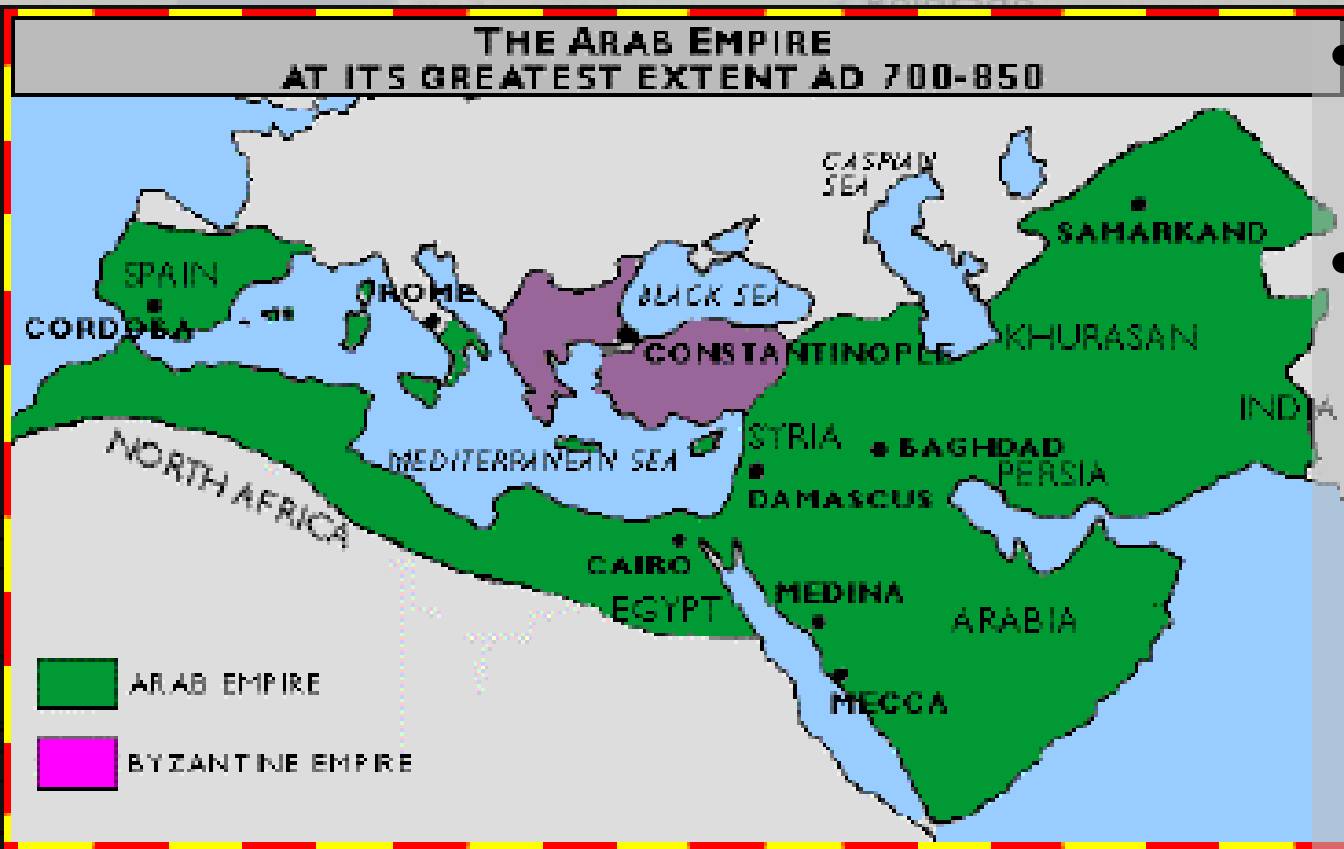 THE ARAB EMPIRE
AT ITS GREATEST EXTENT AD 700-850
CASPIAN
SEA
SAMARKAND
SPAIN
ROME
BLACK SEA
CORDOBA
CONSTANTINOPLE
KHURASAN
INDIA
SYRIA
BAGHDAD
MEDITERRANEAN SEA
PERSIA
DAMASCUS
NORTH AFRICA
CAIRO
MEDINA
EGYPT
ARABIA
ARAB EMPIRE
MECCA
BYZANTINE EMPIRE